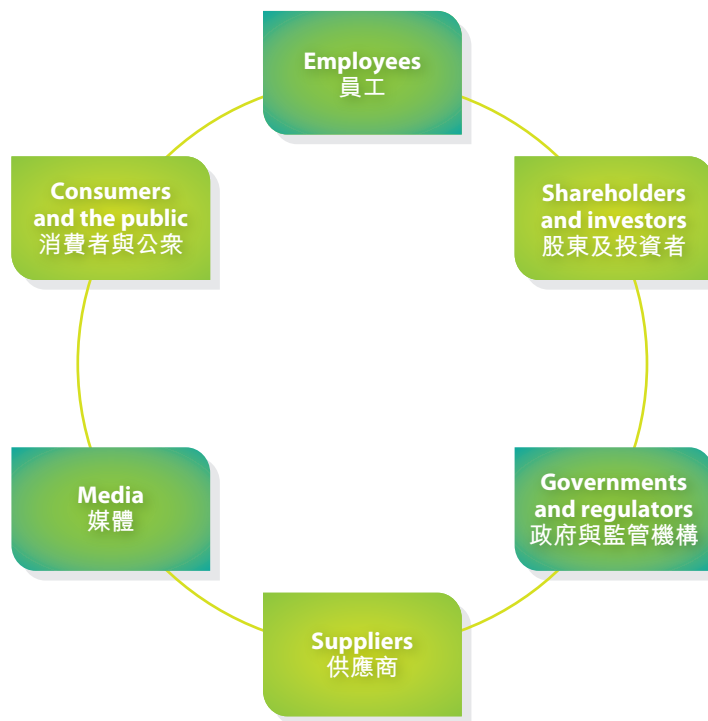 Employees
員工
Consumers
and the public
消費者與公衆
Shareholders
and investors
股東及投資者
Media
媒體
Governments
and regulators
政府與監管機構
Suppliers
供應商